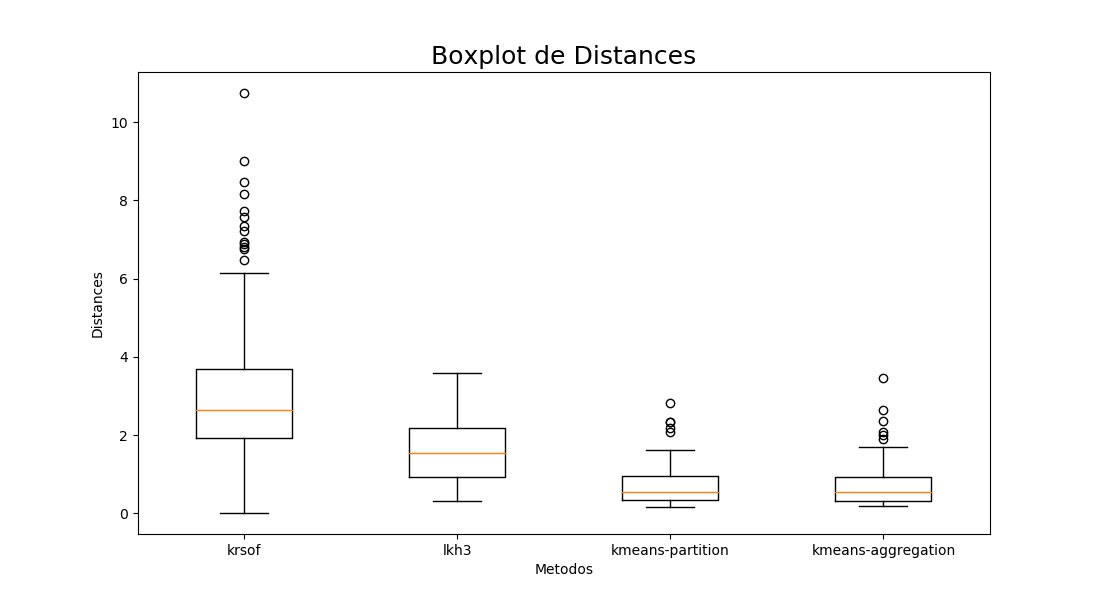 Boxplot de Distances
10
8
6
4
2
0
Distances
krsof lkh3 kmeans-partition kmeans-aggregation
Metodos